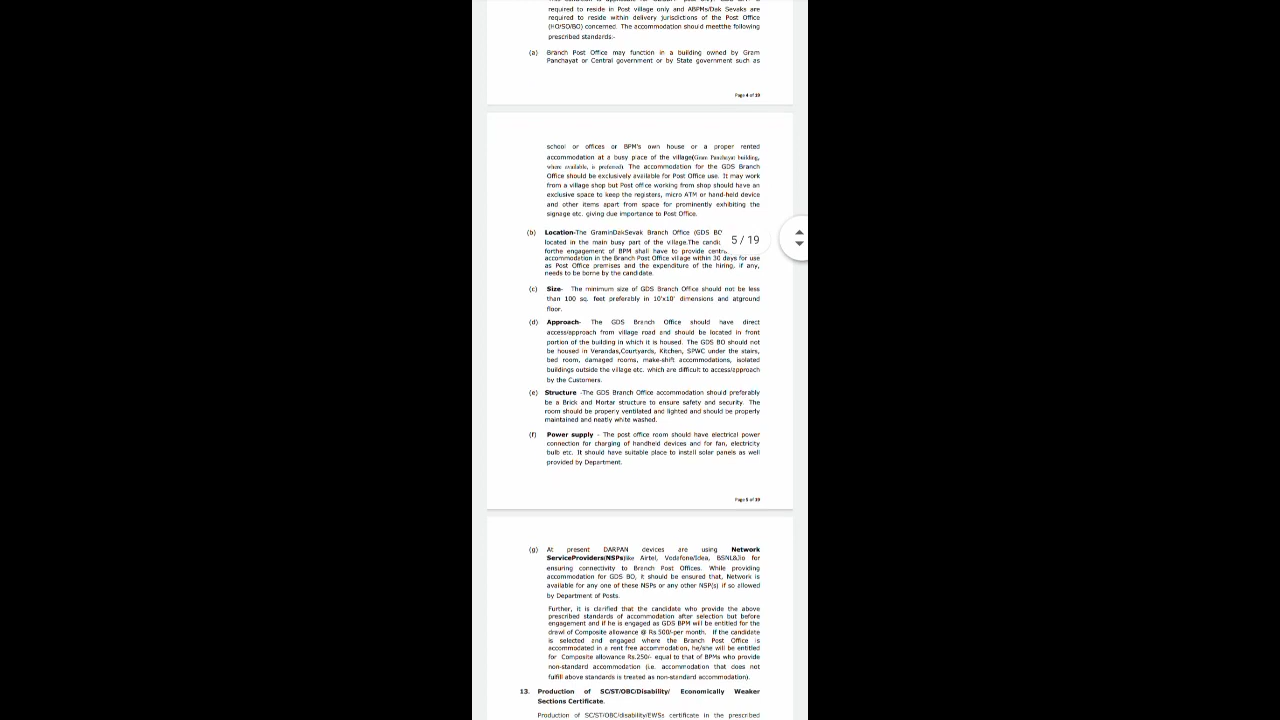 required to reside in Post village only and ABPMs/Dak Sevaks are
required to reside within delivery jurisdictions of the Post Office
(HO/SO/BO) concerned. The accommodation should meetthe following
prescribed standards:-
(a) Branch Post Office may function in a building owned by Gram
Panchayat or Central government or by State government such as
Page 4 of 19
school or offices or BPM's own house or a proper rented
accommodation at a busy place of the village(Gram Panchayat building,
where available, is preferred). The accommodation for the GDS Branch
Office should be exclusively available for Post Office use. It may work
from a village shop but Post office working from shop should have an
exclusive space to keep the registers, micro ATM or hand-held device
and other items apart from space for prominently exhibiting the
signage etc. giving due importance to Post Office.
(b) Location-The GraminDakSevak Branch Office (GDS BO
located in the main busy part of the village.The candi
forthe engagement of BPM shall have to provide centr
accommodation in the Branch Post Office village within 30 days for use
as Post Office premises and the expenditure of the hiring, if any,
needs to be borne by the candidate.
5 / 19
(c) Size- The minimum size of GDS Branch Office should not be less
than 100 sq. feet preferably in 10'x10' dimensions and atground
floor.
(d) Approach- The GDS Branch Office should have direct
access/approach from village road and should be located in front
portion of the building in which it is housed. The GDS BO should not
be housed in Verandas,Courtyards, Kitchen, SPWC under the stairs,
bed room, damaged rooms, make-shift accommodations, isolated
buildings outside the village etc. which are difficult to access/approach
by the Customers.
(e) Structure -The GDS Branch Office accommodation should preferably
be a Brick and Mortar structure to ensure safety and security. The
room should be properly ventilated and lighted and should be properly
maintained and neatly white washed.
(f) Power supply - The post office room should have electrical power
connection for charging of handheld devices and for fan, electricity
bulb etc. It should have suitable place to install solar panels as well
provided by Department.
Page 5 of 19
(g) At present DARPAN devices are using Network
ServiceProviders(NSPs)like Airtel, Vodafone/Idea, BSNL&Jio for
ensuring connectivity to Branch Post Offices. While providing
accommodation for GDS BO, it should be ensured that, Network is
available for any one of these NSPs or any other NSP(s) if so allowed
by Department of Posts.
Further, it is clarified that the candidate who provide the above
prescribed standards of accommodation after selection but before
engagement and if he is engaged as GDS BPM will be entitled for the
drawl of Composite allowance @ Rs 500/-per month. If the candidate
is selected and engaged where the Branch Post Office is
accommodated in a rent free accommodation, he/she will be entitled
for Composite allowance Rs.250/- equal to that of BPMs who provide
non-standard accommodation (i.e. accommodation that does not
fulfill above standards is treated as non-standard accommodation).
13. Production of SC/ST/OBC/Disability/ Economically Weaker
Sections Certificate.
Production of SC/ST/OBC/disability/EWSs certificate in the prescribed